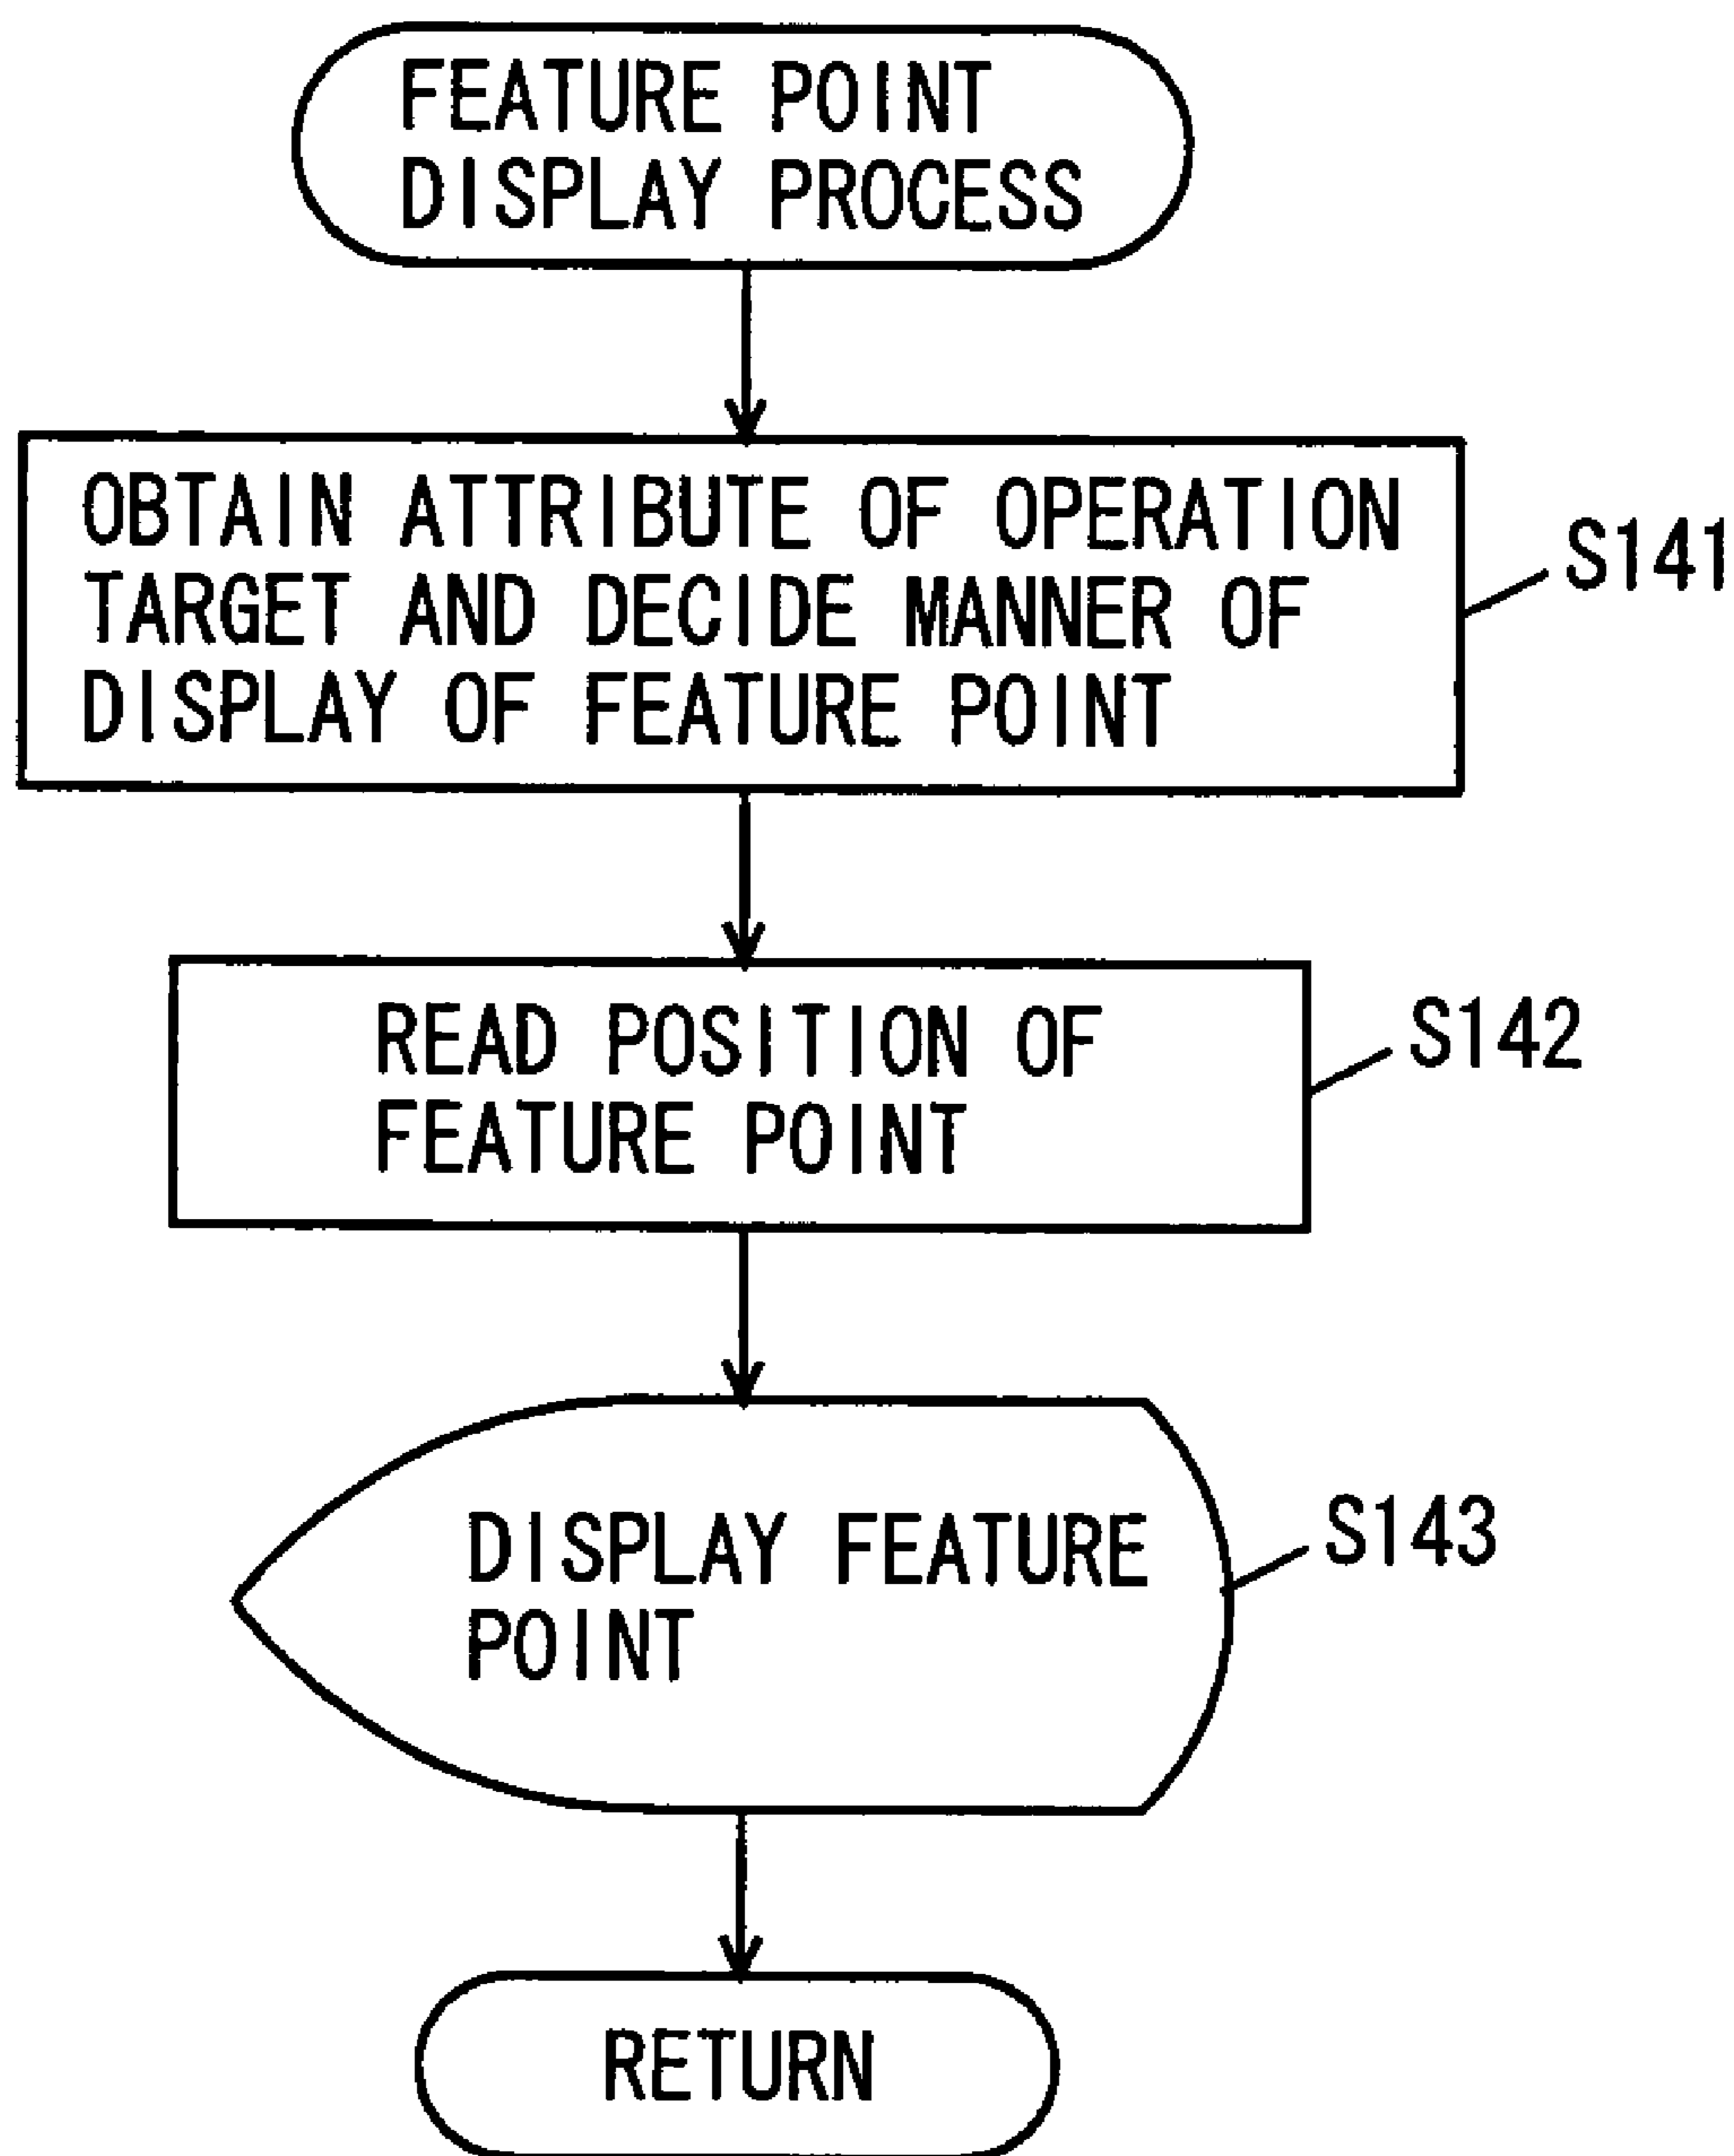 FEATURE POINT
DISPLAY PROCESS
OBTAIN ATTRIBUTE OF OPERATION
TARGET AND DECIDE MANNER OF
DISPLAY OF FEATURE POINT
S141
READ POSITION OF
FEATURE POINT
S142
DISPLAY FEATURE
POINT
S143
RETURN